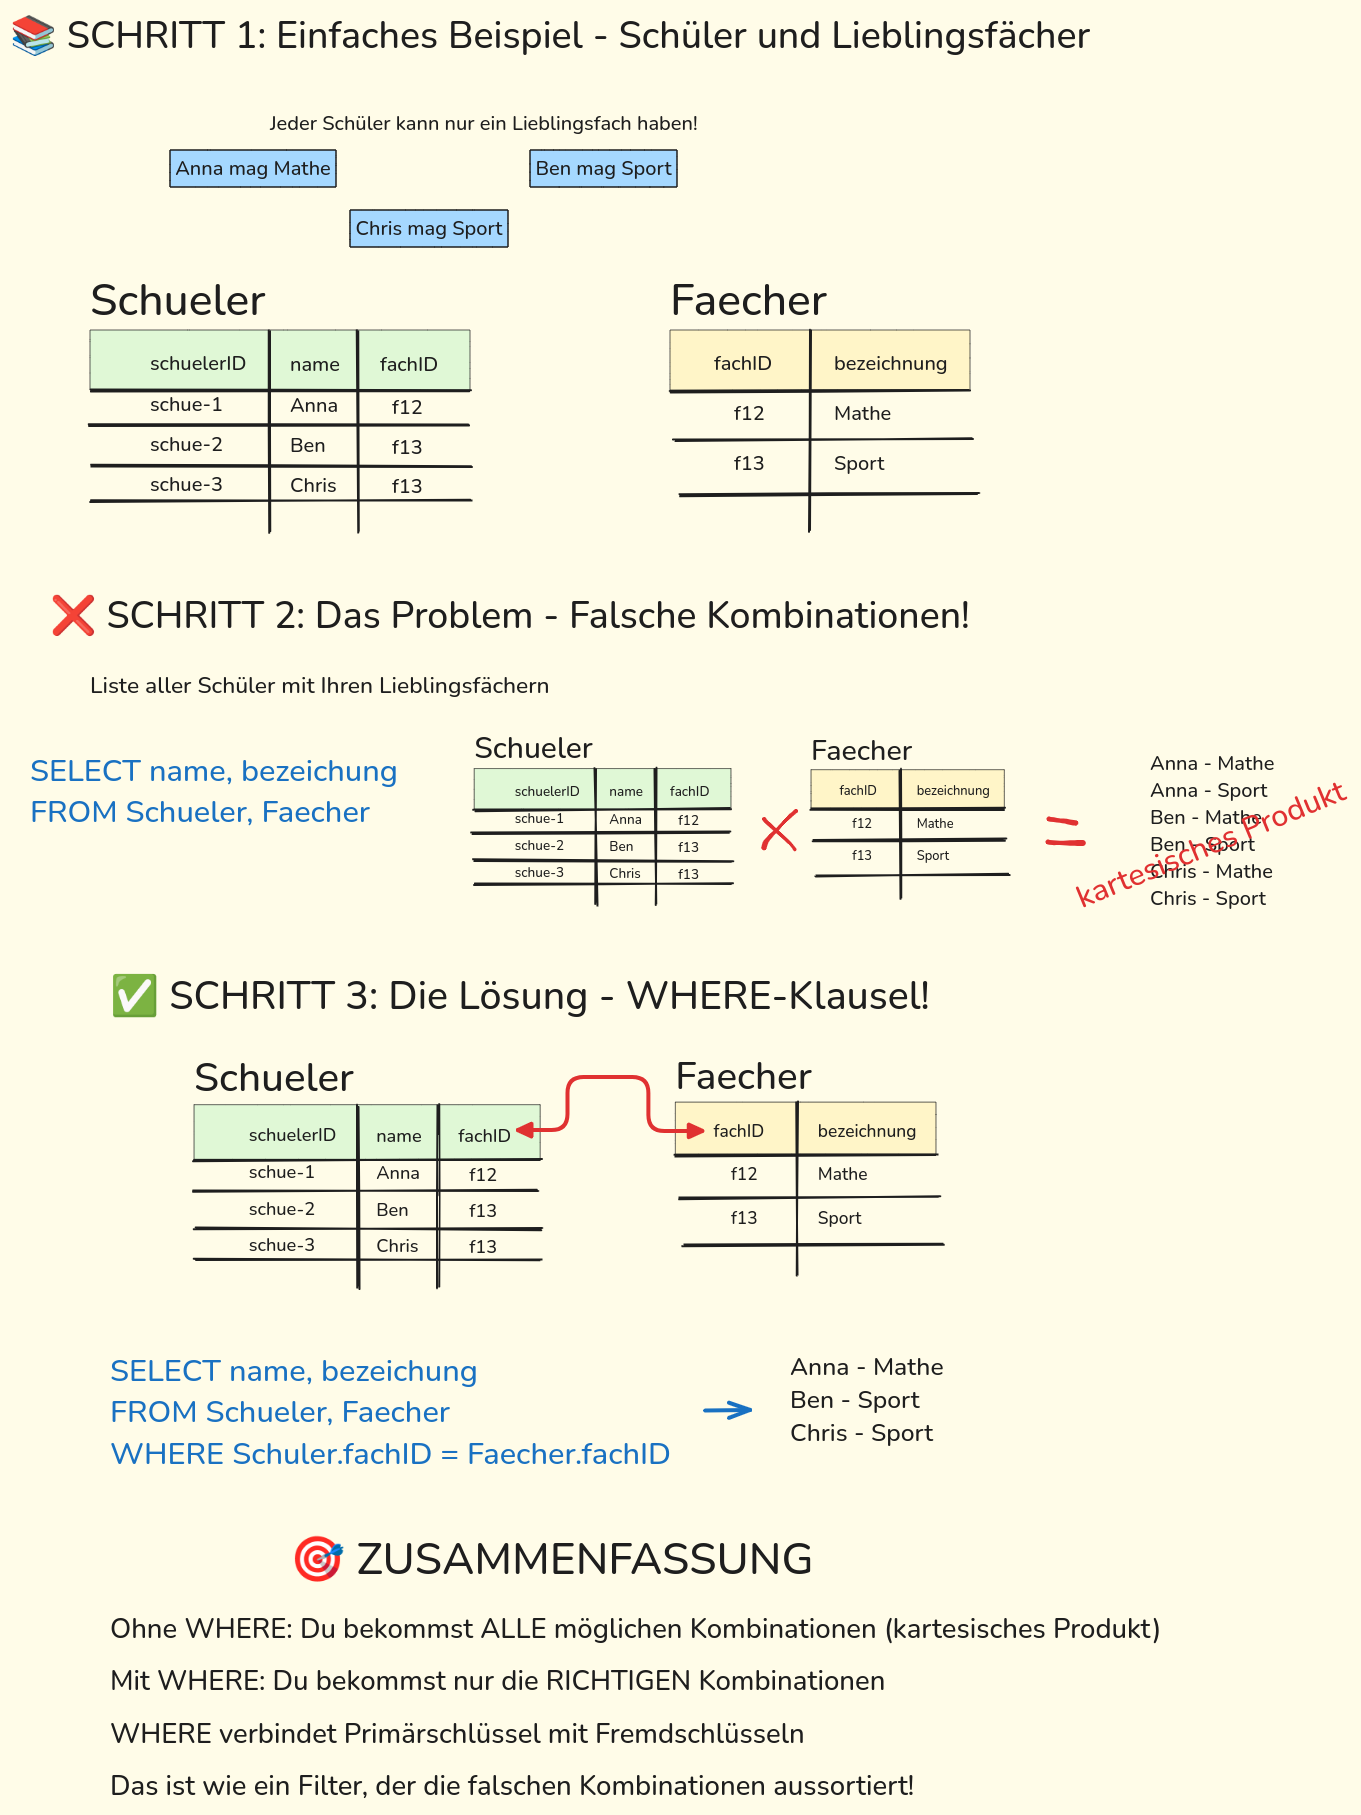 SCHRITT 1: Einfaches Beispiel - Schüler und Lieblingsfächer
Jeder Schüler kann nur ein Lieblingsfach haben!
Anna mag Mathe
Ben mag Sport
Chris mag Sport
Schueler
schuelerID name fachID
schue-1 Anna f12
schue-2 Ben f13
schue-3 Chris f13
Faecher
fachID bezeichnung
f12 Mathe
f13 Sport
SCHRITT 2: Das Problem - Falsche Kombinationen!
Liste aller Schüler mit Ihren Lieblingsfächern
SELECT name, bezeichung
FROM Schueler, Faecher
Schueler
schuelerID name fachID
schue-1 Anna f12
schue-2 Ben f13
schue-3 Chris f13
Faecher
fachID bezeichnung
f12 Mathe
f13 Sport
=
Anna - Mathe
Anna - Sport
Ben - Mathe
Ben - Sport
Chris - Mathe
Chris - Sport
kartesisches Produkt
SCHRITT 3: Die Lösung - WHERE-Klausel!
Schueler
schuelerID name fachID
schue-1 Anna f12
schue-2 Ben f13
schue-3 Chris f13
Faecher
fachID bezeichnung
f12 Mathe
f13 Sport
SELECT name, bezeichung
FROM Schueler, Faecher
WHERE Schuler.fachID = Faecher.fachID
Anna - Mathe
Ben - Sport
Chris - Sport
ZUSAMMENFASSUNG
Ohne WHERE: Du bekommst ALLE möglichen Kombinationen (kartesisches Produkt)
Mit WHERE: Du bekommst nur die RICHTIGEN Kombinationen
WHERE verbindet Primärschlüssel mit Fremdschlüsseln
Das ist wie ein Filter, der die falschen Kombinationen aussortiert!